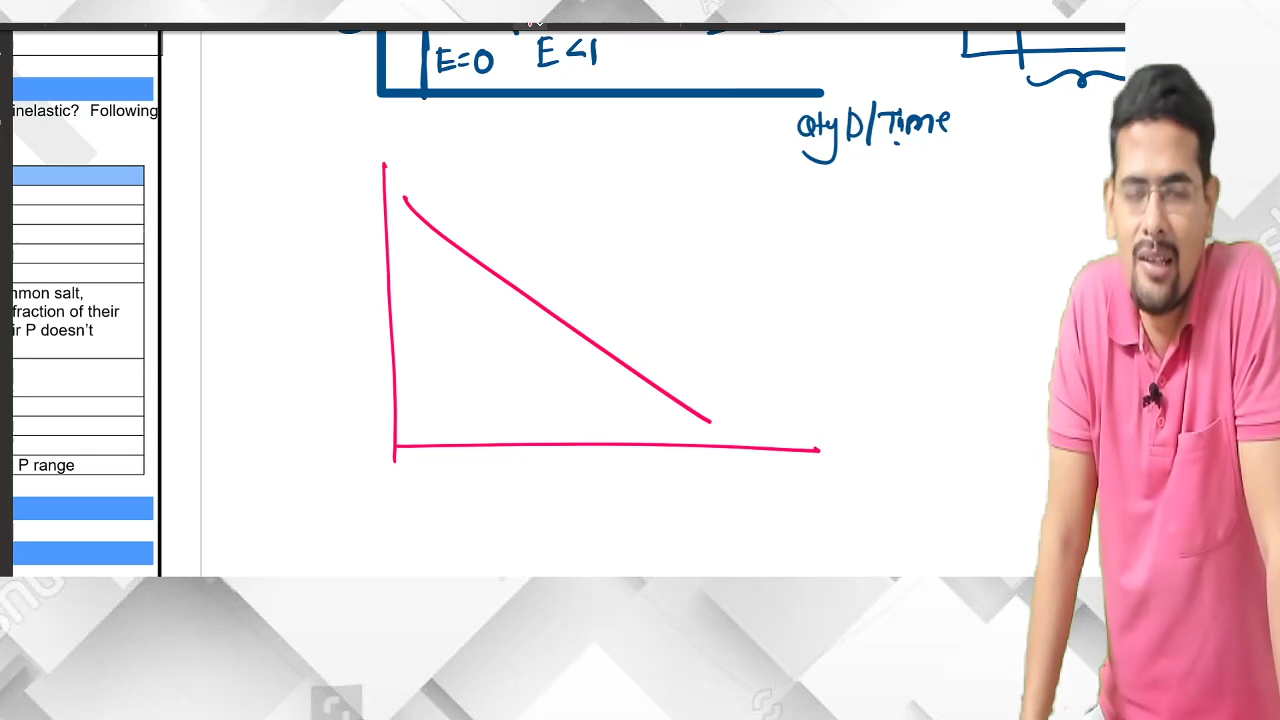 E=0
E<1
Qty D/Time
inelastic? Following
mmon salt,
fraction of their
ir P doesn't
P range